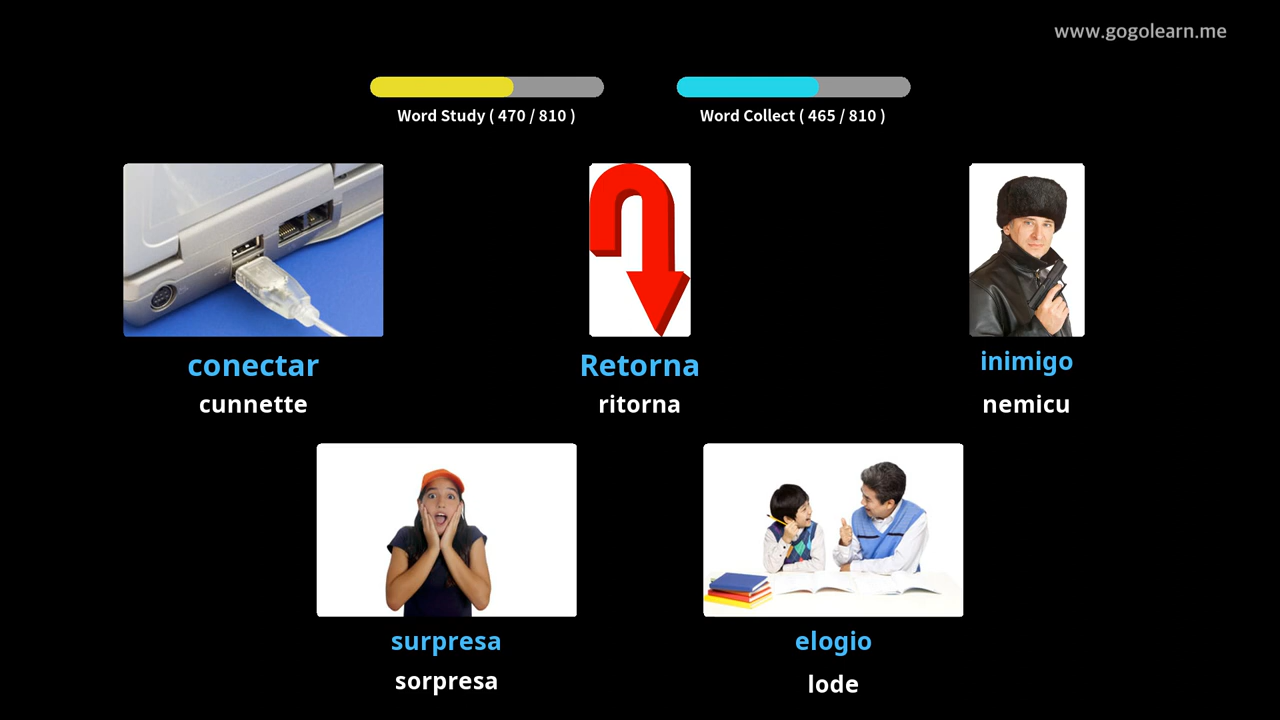 www.gogolearn.me
Word Study ( 470 / 810 )
Word Collect ( 465 / 810 )
conectar
cunnette
Retorna
ritorna
inimigo
nemicu
surpresa
sorpresa
elogio
lode